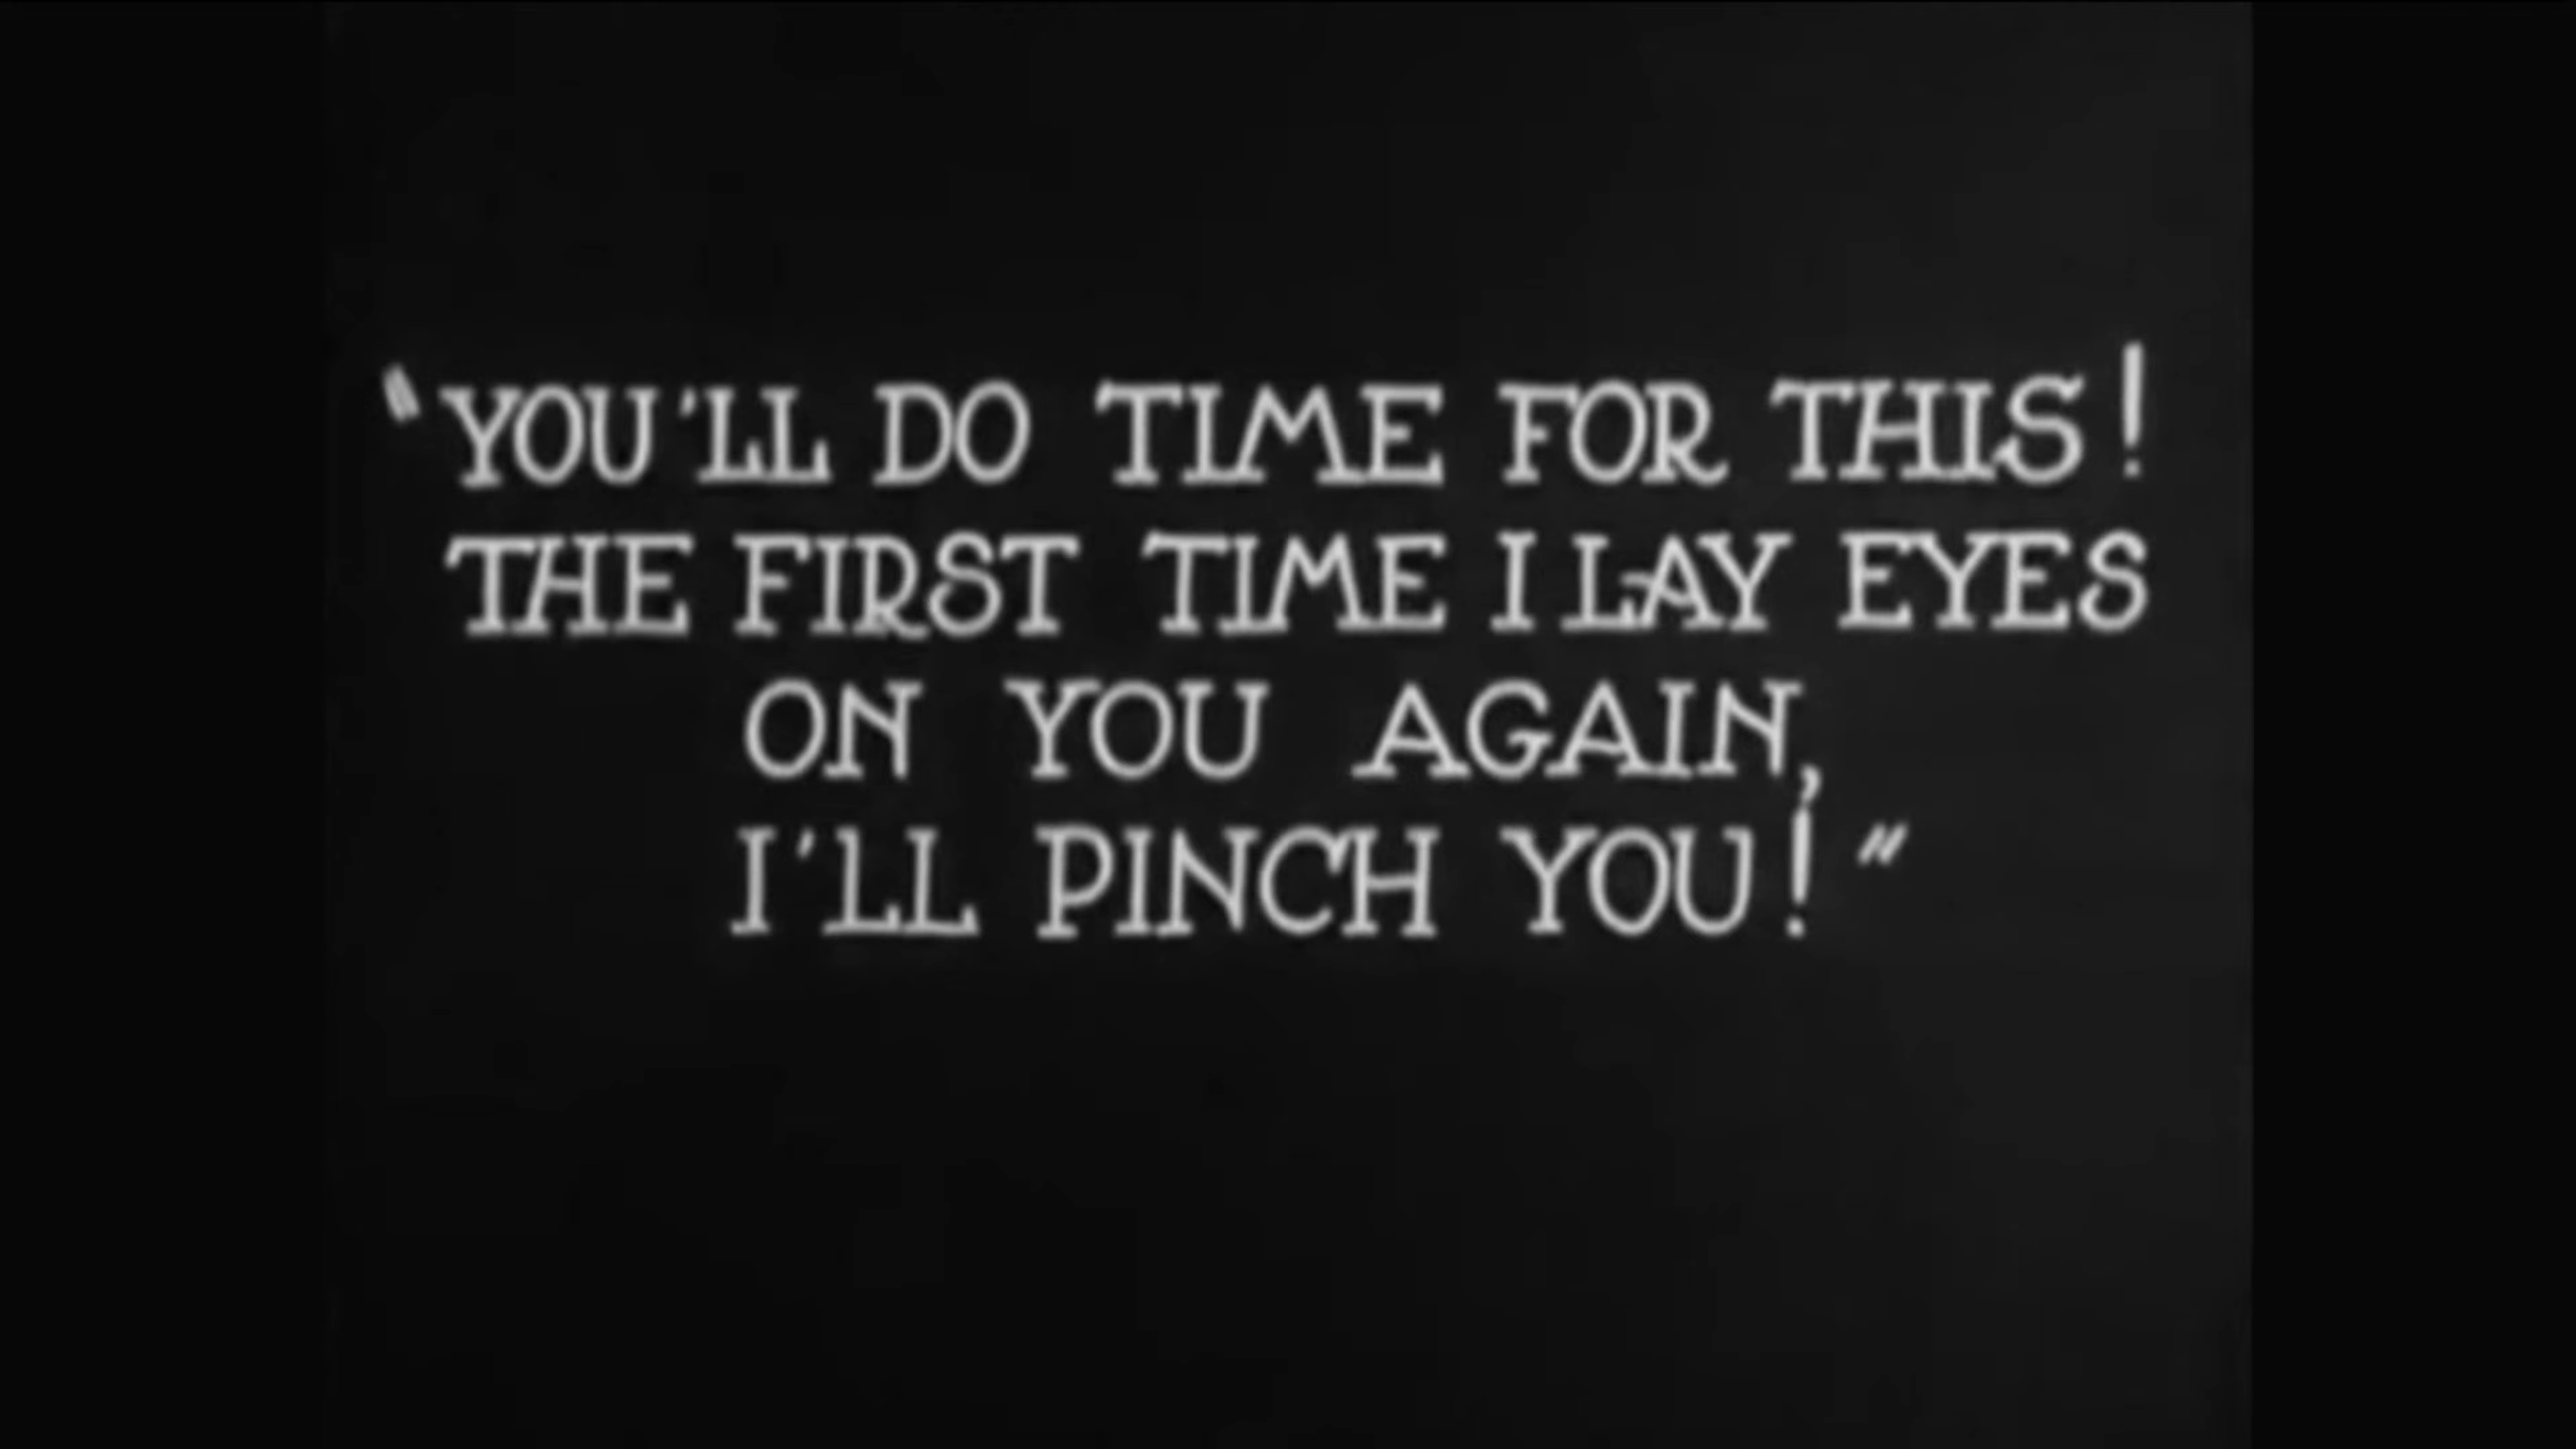 "YOU'LL DO TIME FOR THIS!
THE FIRST TIME I LAY EYES
ON YOU AGAIN,
I'LL PINCH YOU!"